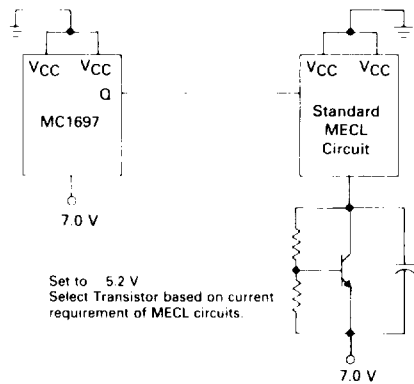 VCC VCC
Q
MC1697
7.0 V
VCC VCC
Standard
MECL
Circuit
Set to 5.2 V
Select Transistor based on current
requirement of MECL circuits.
7.0 V